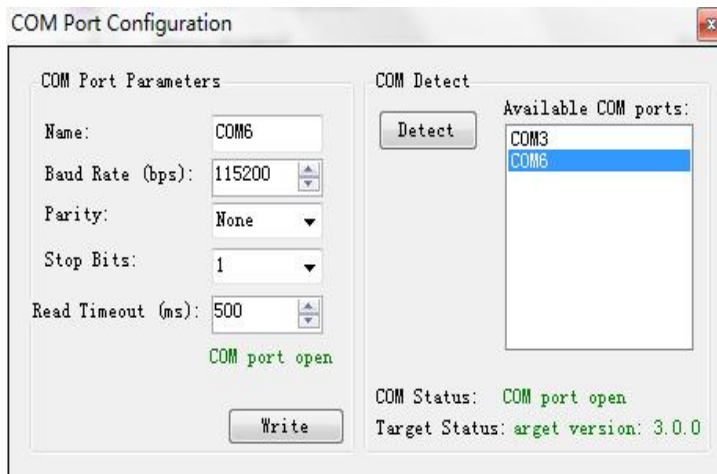 COM Port Configuration
COM Port Parameters
Name: COM6
Baud Rate (bps): 115200
Parity: None
Stop Bits: 1
Read Timeout (ms): 500
COM port open
Write
COM Detect
Detect
Available COM ports:
COM3
COM6
COM Status: COM port open
Target Status: arget version: 3.0.0